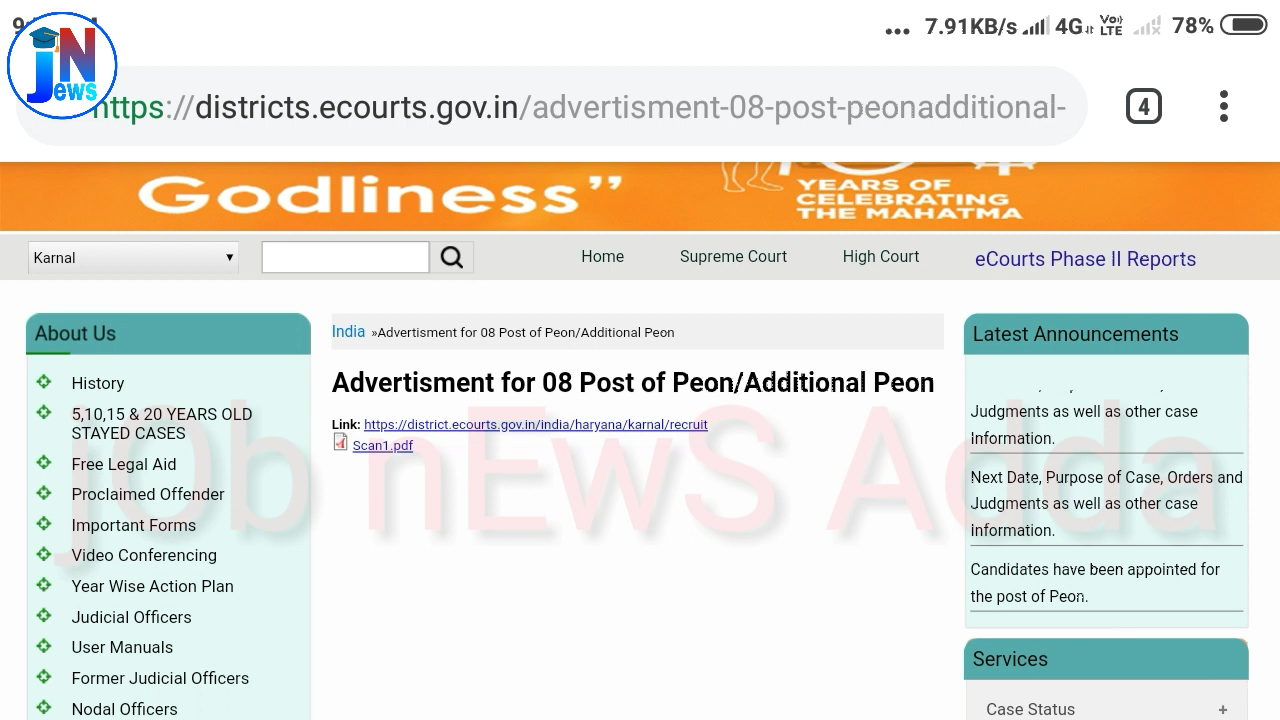 ... 7.91KB/s 4G VoLTE 78%
jN ews
https://districts.ecourts.gov.in/advertisment-08-post-peonadditional-
4
Godliness”
YEARS OF
CELEBRATING
THE MAHATMA
Karnal
Home Supreme Court High Court eCourts Phase II Reports
About Us
History
5,10,15 & 20 YEARS OLD
STAYED CASES
Free Legal Aid
Proclaimed Offender
Important Forms
Video Conferencing
Year Wise Action Plan
Judicial Officers
User Manuals
Former Judicial Officers
Nodal Officers
India »Advertisment for 08 Post of Peon/Additional Peon
Advertisment for 08 Post of Peon/Additional Peon
Link: https://district.ecourts.gov.in/india/haryana/karnal/recruit
Scan1.pdf
jOb nEwS Adda
Latest Announcements
Judgments as well as other case
Information.
Next Date, Purpose of Case, Orders and
Judgments as well as other case
Information.
Candidates have been appointed for
the post of Peon.
Services
Case Status +